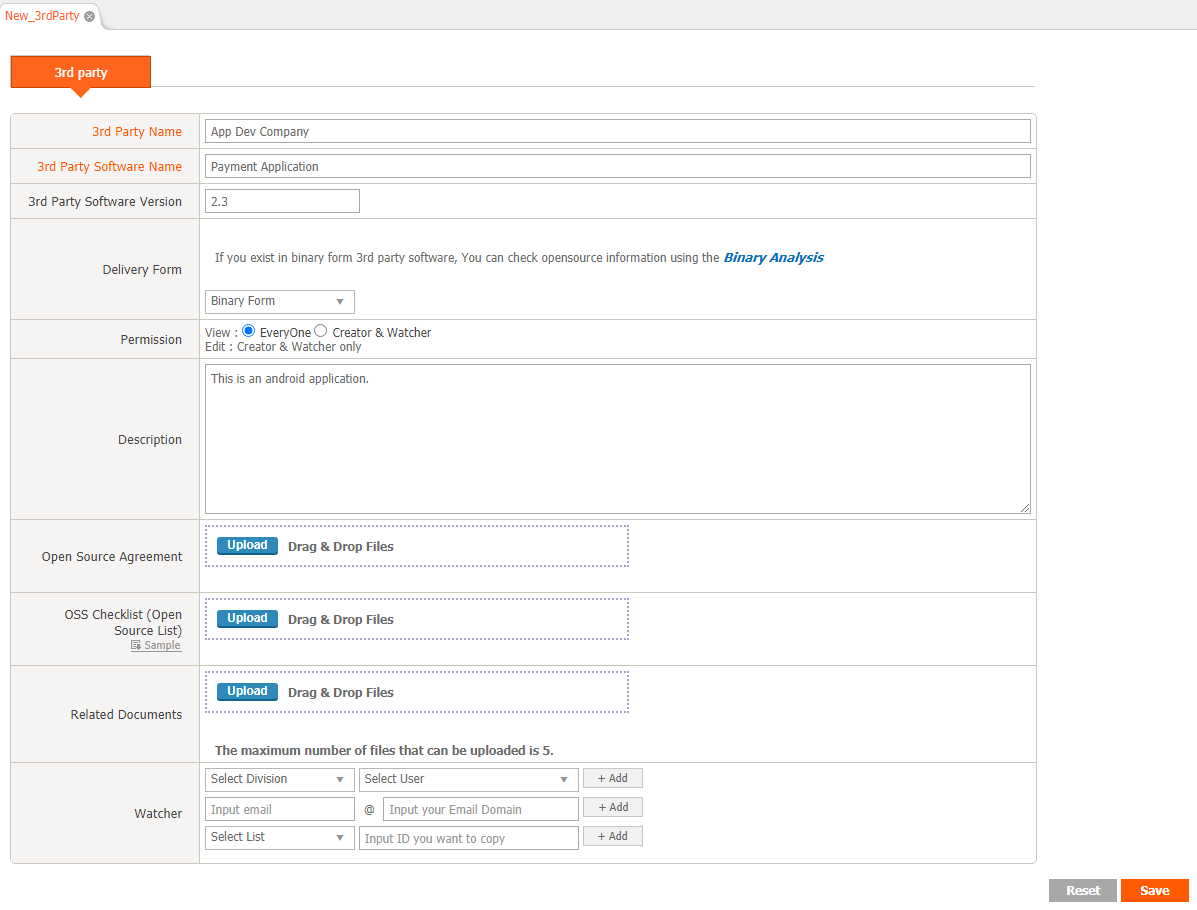 New_3rdParty
3rd party
3rd Party Name
App Dev Company
3rd Party Software Name
Payment Application
3rd Party Software Version
2.3
Delivery Form
If you exist in binary form 3rd party software, You can check opensource information using the Binary Analysis
Binary Form
Permission
View : EveryOne Creator & Watcher
Edit : Creator & Watcher only
Description
This is an android application.
Open Source Agreement
Upload Drag & Drop Files
OSS Checklist (Open
Source List)
Sample
Upload Drag & Drop Files
Related Documents
Upload Drag & Drop Files
The maximum number of files that can be uploaded is 5.
Watcher
Select Division Select User + Add
Input email @ Input your Email Domain + Add
Select List Input ID you want to copy + Add
Reset Save